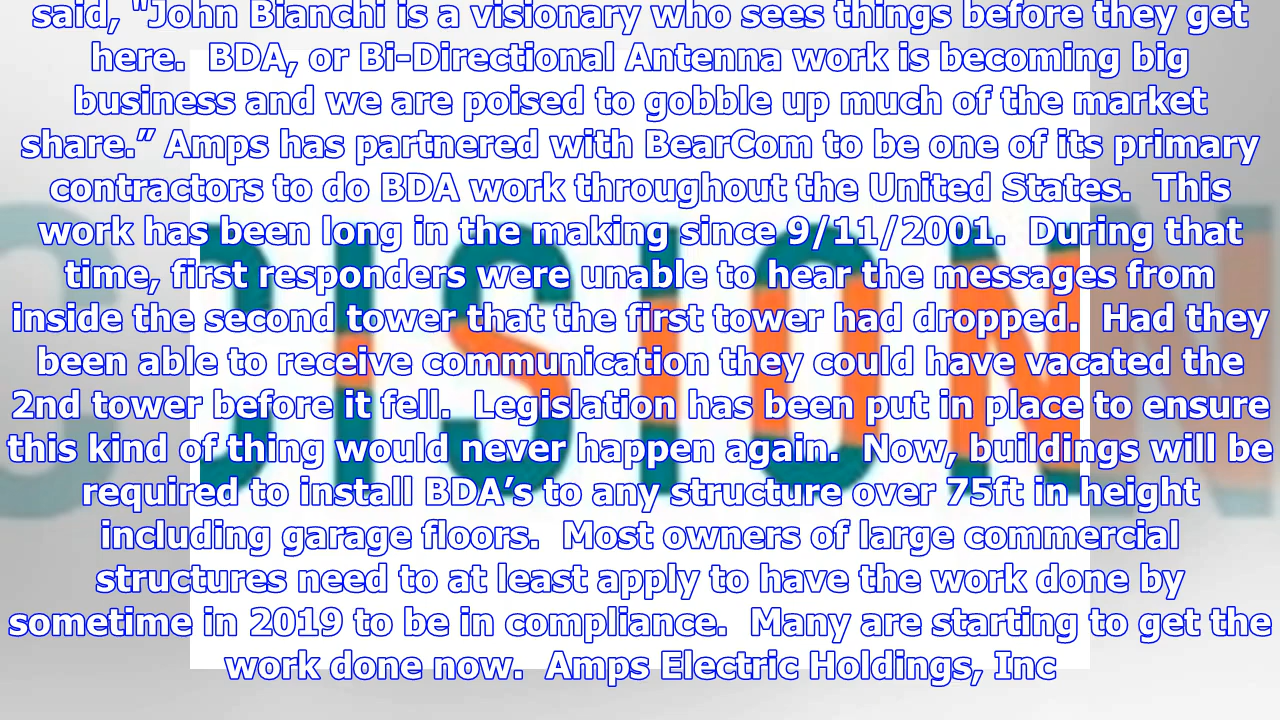 said, "John Bianchi is a visionary who sees things before they get
here.  BDA, or Bi-Directional Antenna work is becoming big
business and we are poised to gobble up much of the market
share.” Amps has partnered with BearCom to be one of its primary
contractors to do BDA work throughout the United States.  This
work has been long in the making since 9/11/2001.  During that
time, first responders were unable to hear the messages from
inside the second tower that the first tower had dropped.  Had they
been able to receive communication they could have vacated the
2nd tower before it fell.  Legislation has been put in place to ensure
this kind of thing would never happen again.  Now, buildings will be
required to install BDA’s to any structure over 75ft in height
including garage floors.  Most owners of large commercial
structures need to at least apply to have the work done by
sometime in 2019 to be in compliance.  Many are starting to get the
work done now.  Amps Electric Holdings, Inc